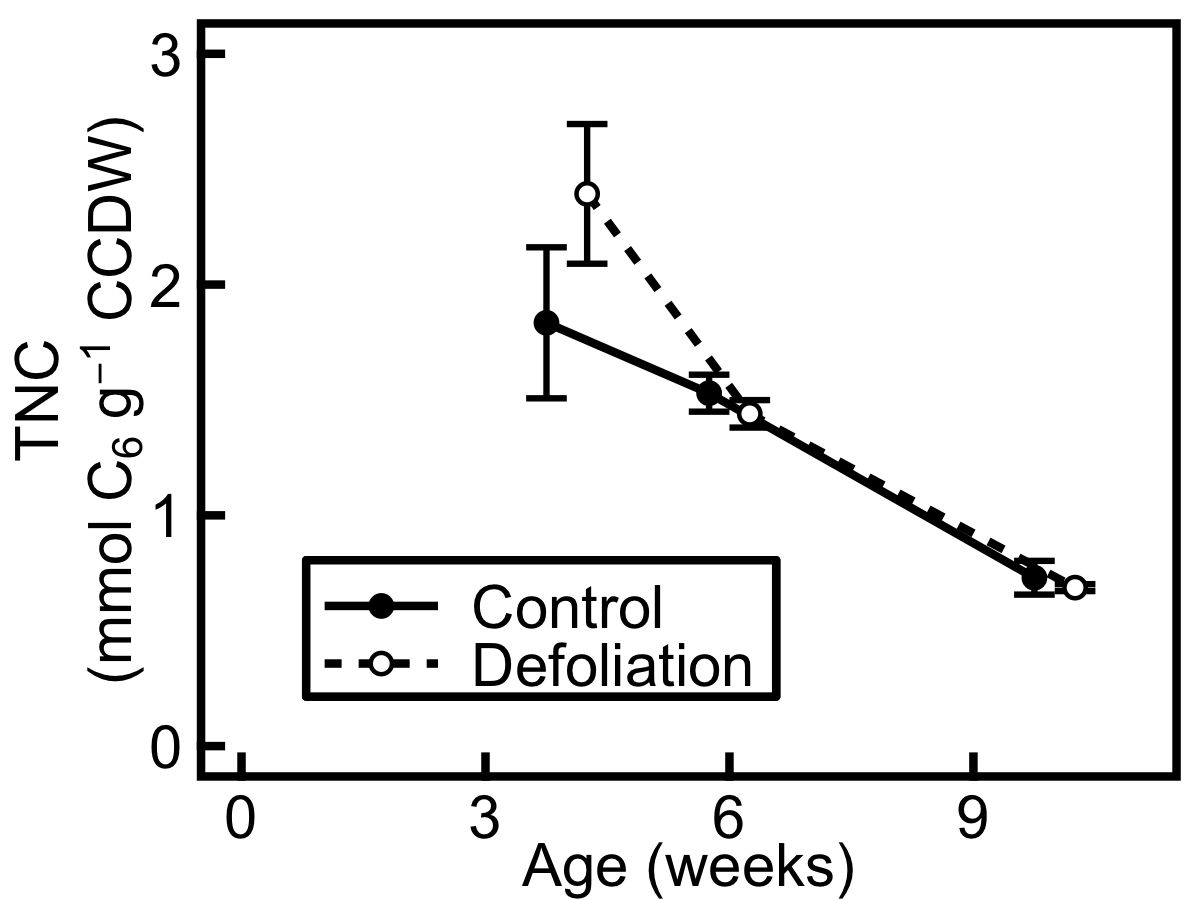 TNC
(mmol C₆ g⁻¹ CCDW)
3
2
1
0
Control
Defoliation
0 3 6 9
Age (weeks)